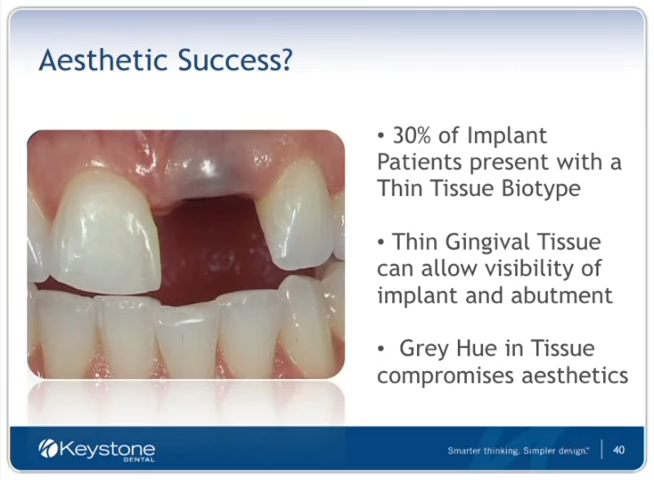 Aesthetic Success?
• 30% of Implant
Patients present with a
Thin Tissue Biotype
• Thin Gingival Tissue
can allow visibility of
implant and abutment
• Grey Hue in Tissue
compromises aesthetics
Keystone
DENTAL
Smarter thinking. Simpler design.™
40